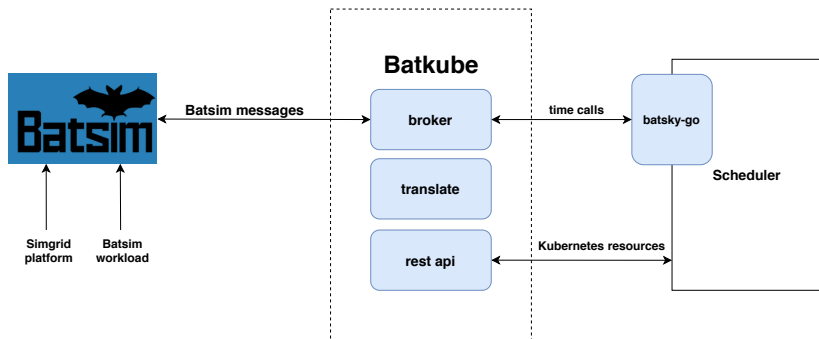 Batkube
Batsim
Batsim messages
broker
time calls
batsky-go
translate
Scheduler
Simgrid
platform
Batsim
workload
rest api
Kubernetes resources